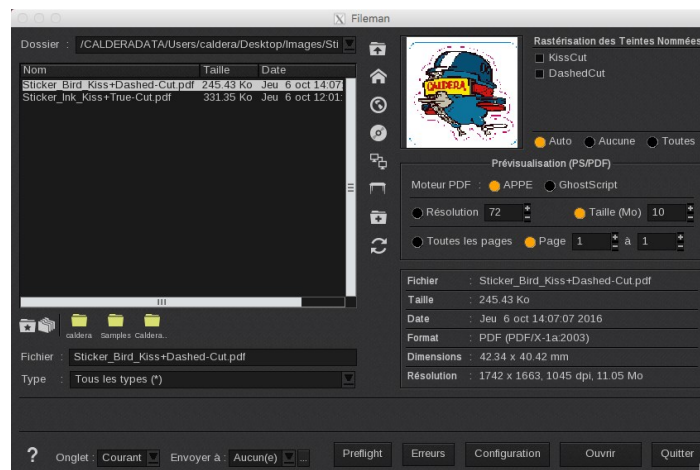 Fileman
Dossier : /CALDERADATA/Users/caldera/Desktop/Images/Sti
Nom Taille Date
Sticker_Bird_Kiss+Dashed-Cut.pdf 245.43 Ko Jeu 6 oct 14:07:
Sticker_Ink_Kiss+True-Cut.pdf 331.35 Ko Jeu 6 oct 12:01:
caldera Samples Caldera..
Fichier : Sticker_Bird_Kiss+Dashed-Cut.pdf
Type : Tous les types (*)
CALDERA
Rastérisation des Teintes Nommées
KissCut
DashedCut
Auto Aucune Toutes
Prévisualisation (PS/PDF)
Moteur PDF : APPE GhostScript
Résolution 72 Taille (Mo) 10
Toutes les pages Page 1 à 1
Fichier : Sticker_Bird_Kiss+Dashed-Cut.pdf
Taille : 245.43 Ko
Date : Jeu 6 oct 14:07:07 2016
Format : PDF (PDF/X-1a:2003)
Dimensions : 42.34 x 40.42 mm
Résolution : 1742 x 1663, 1045 dpi, 11.05 Mo
? Onglet : Courant Envoyer à : Aucun(e) ... Preflight Erreurs Configuration Ouvrir Quitter